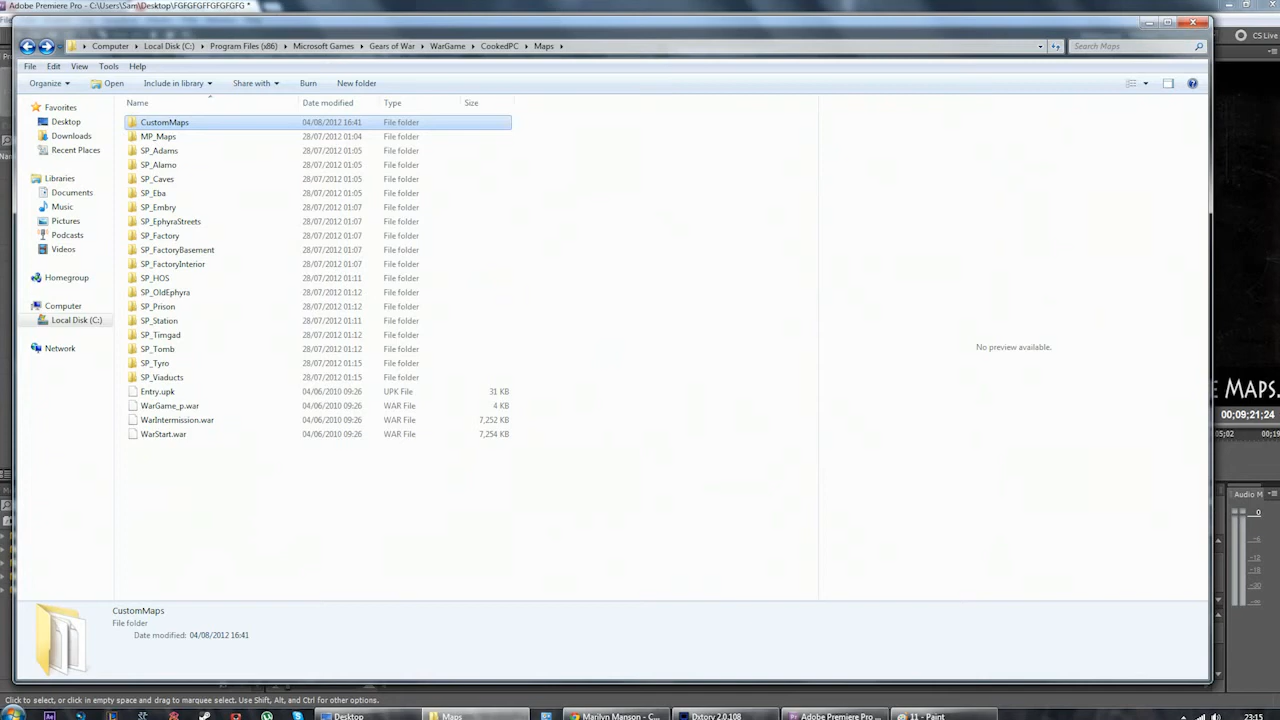 Adobe Premiere Pro - C:\Users\Sam\Desktop\FGFGFGFFGFGFGFG *
Computer Local Disk (C:) Program Files (x86) Microsoft Games Gears of War WarGame CookedPC Maps
Search Maps
CS Live
File Edit View Tools Help
Organize Open Include in library Share with Burn New folder
Name Date modified Type Size
Favorites
Desktop
Downloads
Recent Places
Libraries
Documents
Music
Pictures
Podcasts
Videos
Homegroup
Computer
Local Disk (C:)
Network
CustomMaps 04/08/2012 16:41 File folder
MP_Maps 28/07/2012 01:04 File folder
SP_Adams 28/07/2012 01:05 File folder
SP_Alamo 28/07/2012 01:05 File folder
SP_Caves 28/07/2012 01:05 File folder
SP_Eba 28/07/2012 01:05 File folder
SP_Embry 28/07/2012 01:07 File folder
SP_EphyraStreets 28/07/2012 01:07 File folder
SP_Factory 28/07/2012 01:07 File folder
SP_FactoryBasement 28/07/2012 01:07 File folder
SP_FactoryInterior 28/07/2012 01:07 File folder
SP_HOS 28/07/2012 01:11 File folder
SP_OldEphyra 28/07/2012 01:12 File folder
SP_Prison 28/07/2012 01:12 File folder
SP_Station 28/07/2012 01:11 File folder
SP_Timgad 28/07/2012 01:12 File folder
SP_Tomb 28/07/2012 01:12 File folder
SP_Tyro 28/07/2012 01:15 File folder
SP_Viaducts 28/07/2012 01:15 File folder
Entry.upk 04/06/2010 09:26 UPK File 31 KB
WarGame_p.war 04/06/2010 09:26 WAR File 4 KB
WarIntermission.war 04/06/2010 09:26 WAR File 7,252 KB
WarStart.war 04/06/2010 09:26 WAR File 7,254 KB
No preview available.
E MAPS.
00;09;21;24
05;02 00;19
Audio M
0
-6
-12
-18
-20
CustomMaps
File folder
Date modified: 04/08/2012 16:41
Click to select, or click in empty space and drag to marquee select. Use Shift, Alt, and Ctrl for other options.
Desktop Maps Marilyn Manson - C... Dxtory 2.0.108 Adobe Premiere Pro ... 11 - Paint 23:15